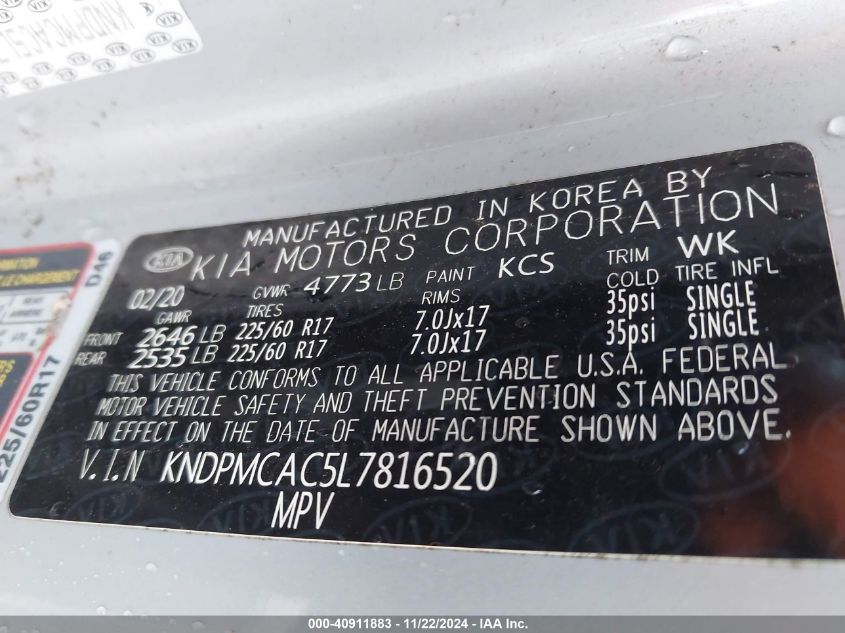 KNDPMCAC5L7
KIA
MANUFACTURED IN KOREA BY
KIA MOTORS CORPORATION
02/20 GVWR 4773 LB PAINT KCS TRIM WK
GAWR TIRES RIMS COLD TIRE INFL
FRONT 2646 LB 225/60 R17 7.0Jx17 35psi SINGLE
REAR 2535 LB 225/60 R17 7.0Jx17 35psi SINGLE
THIS VEHICLE CONFORMS TO ALL APPLICABLE U.S.A. FEDERAL
MOTOR VEHICLE SAFETY AND THEFT PREVENTION STANDARDS
IN EFFECT ON THE DATE OF MANUFACTURE SHOWN ABOVE.
V.I.N KNDPMCAC5L7816520
MPV
D46
REAR
225/60R17
000 - 40911883 - 11/22/2024 - IAA Inc.